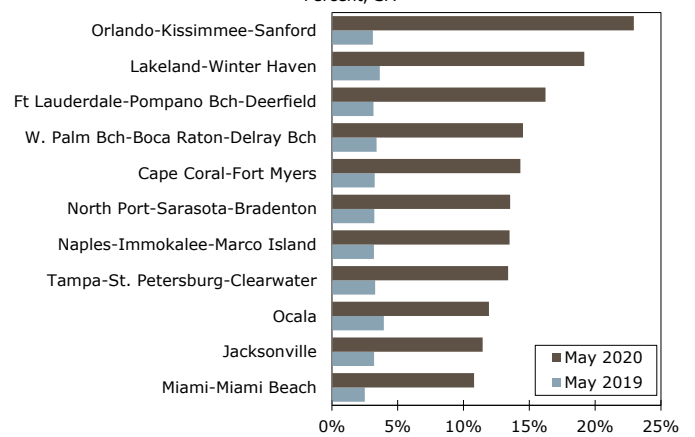 Orlando-Kissimmee-Sanford
Lakeland-Winter Haven
Ft Lauderdale-Pompano Bch-Deerfield
W. Palm Bch-Boca Raton-Delray Bch
Cape Coral-Fort Myers
North Port-Sarasota-Bradenton
Naples-Immokalee-Marco Island
Tampa-St. Petersburg-Clearwater
Ocala
Jacksonville
Miami-Miami Beach
May 2020
May 2019
0% 5% 10% 15% 20% 25%